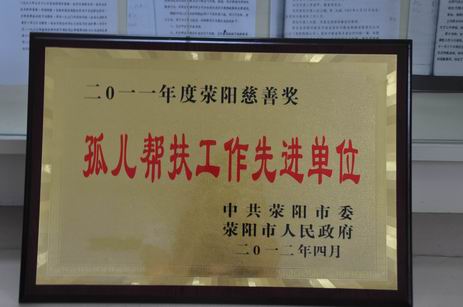 二〇一一年度荥阳慈善奖
孤儿帮扶工作先进单位
中共荥阳市委
荥阳市人民政府
二〇一二年四月